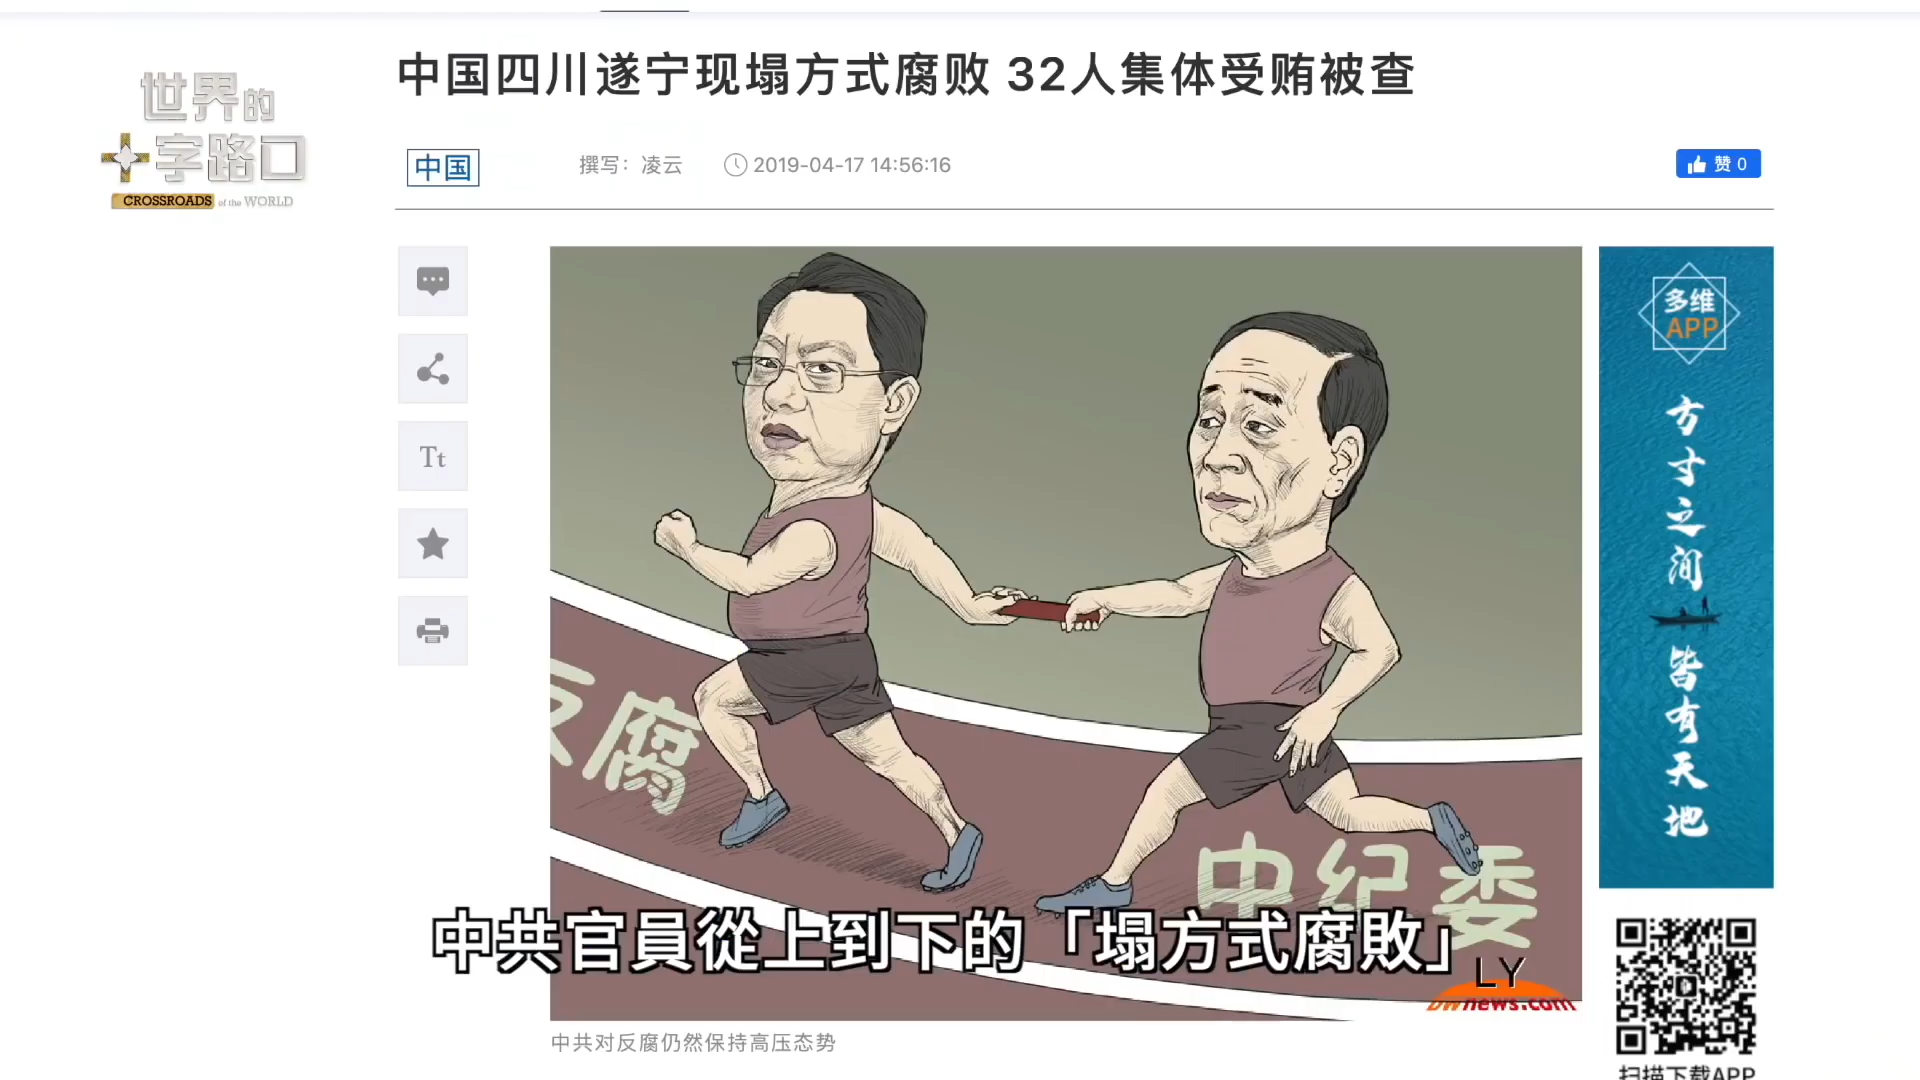 中国四川遂宁现塌方式腐败 32人集体受贿被查
世界的
十字路口
CROSSROADS of the WORLD
中国
撰写：凌云
2019-04-17 14:56:16
赞 0
Tt
多维
APP
方寸之间
皆有天地
反腐
中纪委
中共官員從上到下的「塌方式腐敗」
LY
Dwnews.com
中共对反腐仍然保持高压态势
扫描下载APP